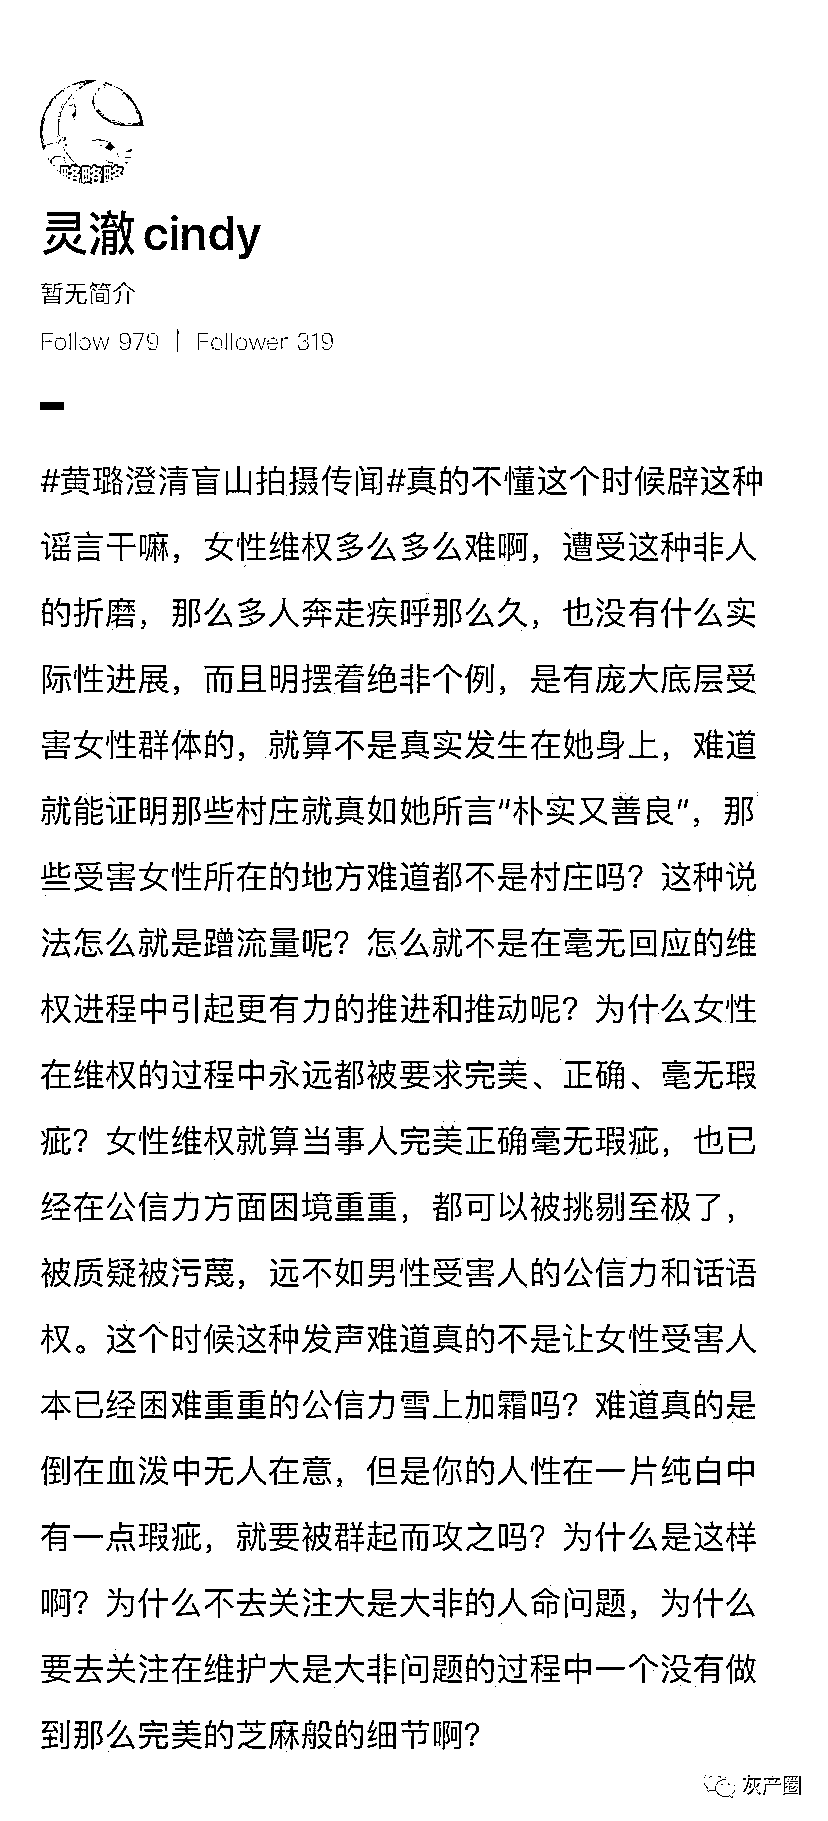 略略略
灵澈cindy
暂无简介
Follow 979 | Follower 319
#黄璐澄清盲山拍摄传闻#真的不懂这个时候辟这种
谣言干嘛，女性维权多么多么难啊，遭受这种非人
的折磨，那么多人奔走疾呼那么久，也没有什么实
际性进展，而且明摆着绝非个例，是有庞大底层受
害女性群体的，就算不是真实发生在她身上，难道
就能证明那些村庄就真如她所言"朴实又善良"，那
些受害女性所在的地方难道都不是村庄吗？这种说
法怎么就是蹭流量呢？怎么就不是在毫无回应的维
权进程中引起更有力的推进和推动呢？为什么女性
在维权的过程中永远都被要求完美、正确、毫无瑕
疵？女性维权就算当事人完美正确毫无瑕疵，也已
经在公信力方面困境重重，都可以被挑剔至极了，
被质疑被污蔑，远不如男性受害人的公信力和话语
权。这个时候这种发声难道真的不是让女性受害人
本已经困难重重的公信力雪上加霜吗？难道真的是
倒在血泼中无人在意，但是你的人性在一片纯白中
有一点瑕疵，就要被群起而攻之吗？为什么是这样
啊？为什么不去关注大是大非的人命问题，为什么
要去关注在维护大是大非问题的过程中一个没有做
到那么完美的芝麻般的细节啊？
灰产圈